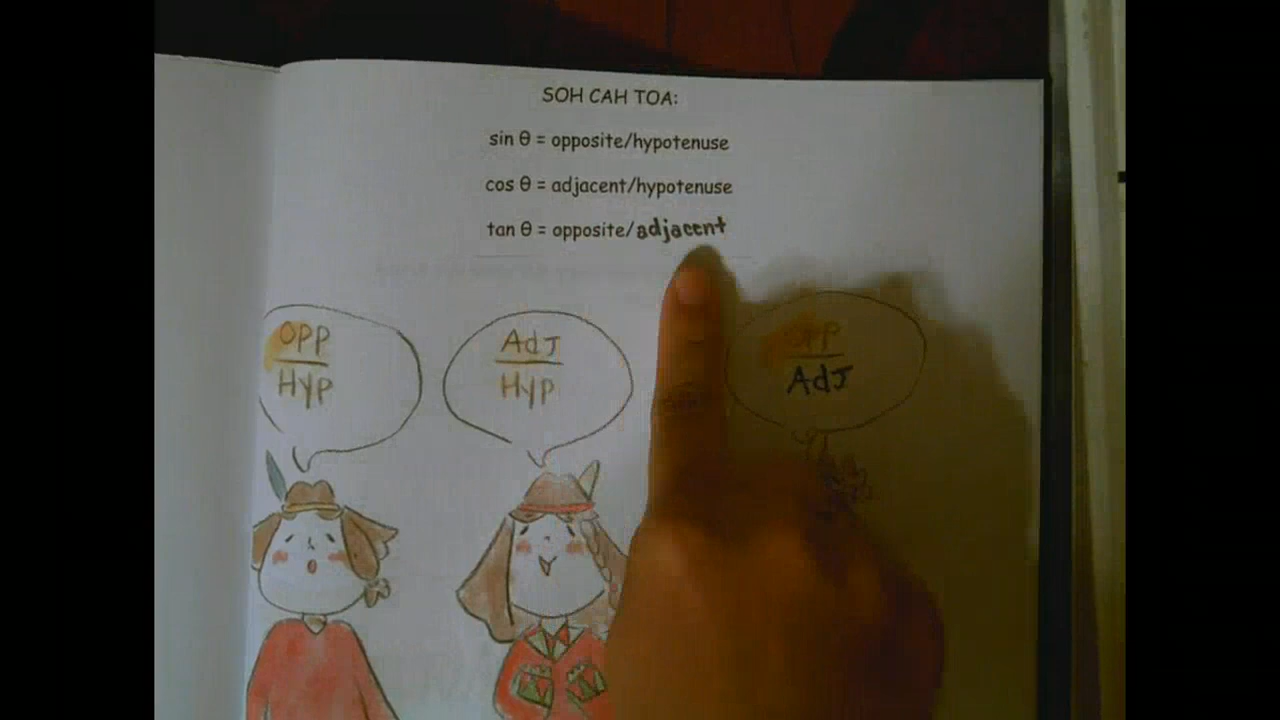 SOH CAH TOA:
sin θ = opposite/hypotenuse
cos θ = adjacent/hypotenuse
tan θ = opposite/adjacent
OPP
HYP
AdJ
HYP
OPP
AdJ